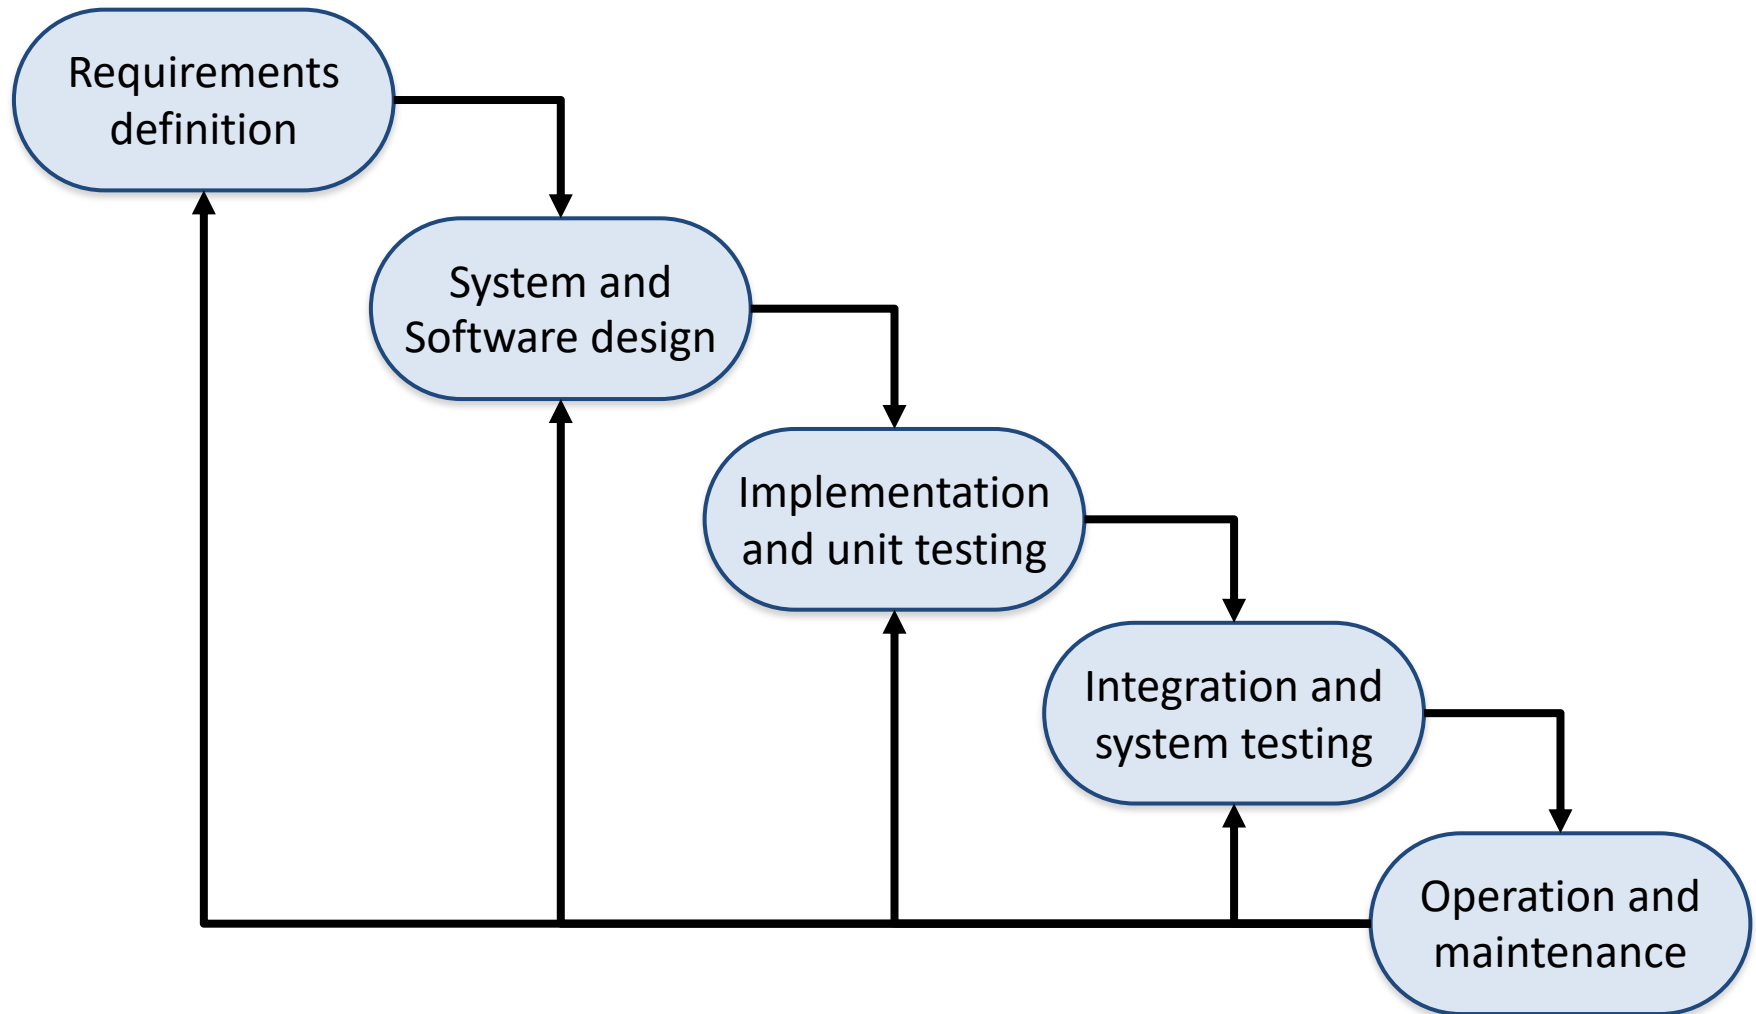 Requirements
definition
System and
Software design
Implementation
and unit testing
Integration and
system testing
Operation and
maintenance